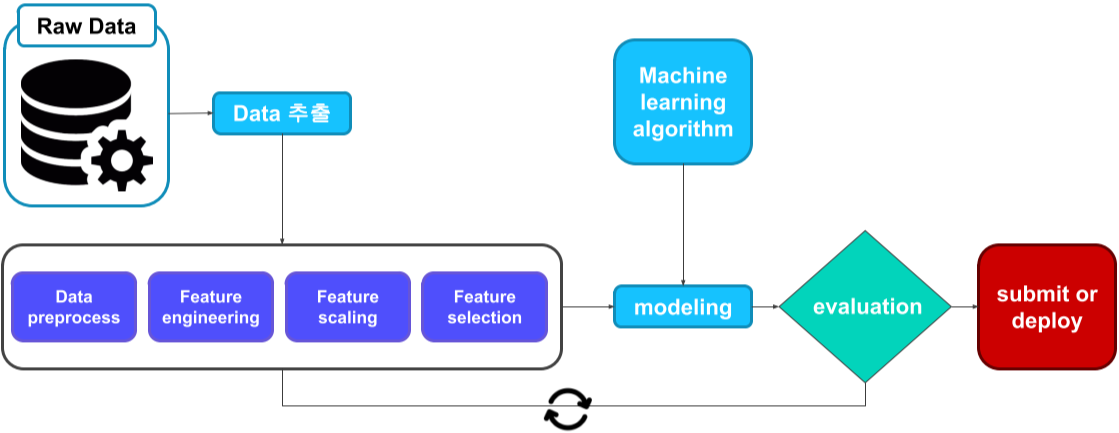 Raw Data
Data 추출
Machine
learning
algorithm
Data
preprocess
Feature
engineering
Feature
scaling
Feature
selection
modeling
evaluation
submit or
deploy